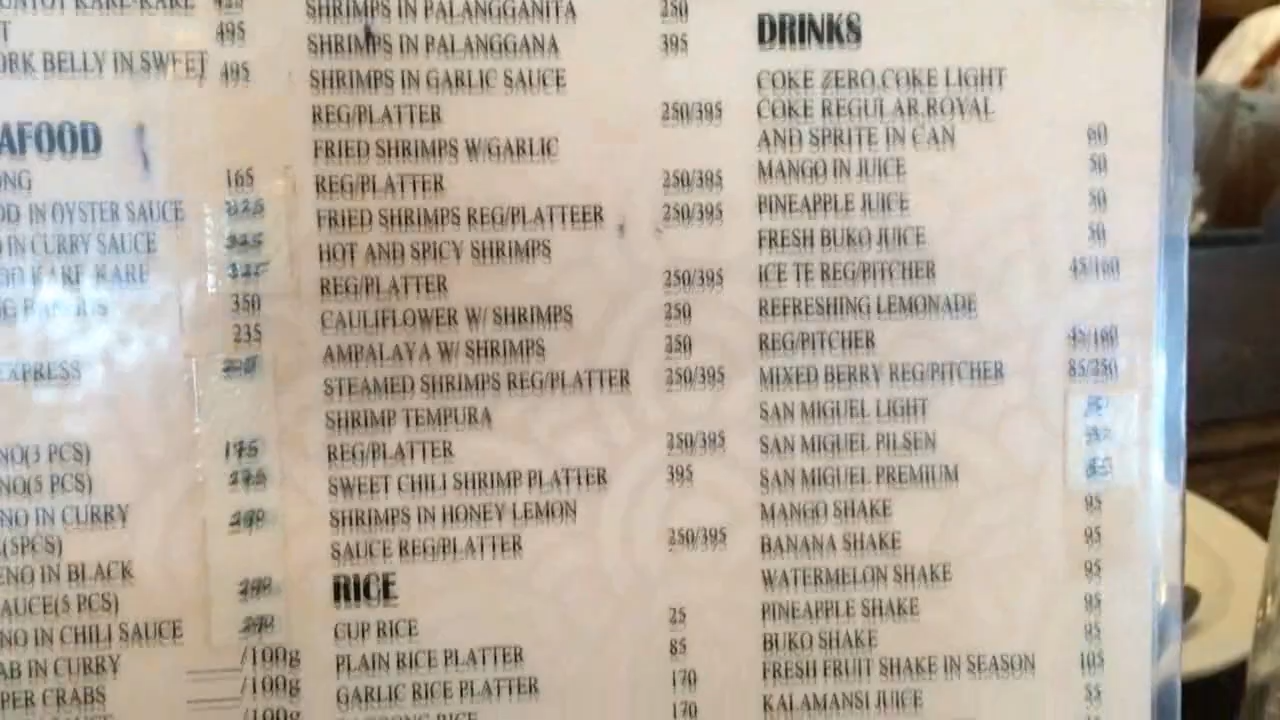 495
ORK BELLY IN SWEET 495
AFOOD
ONG 165
OD IN OYSTER SAUCE
IN CURRY SAUCE
KARE KARE
350
235
EXPRESS
NO(3 PCS) 175
NO(5 PCS)
NO IN CURRY
(5PCS)
ENO IN BLACK
AUCE(5 PCS)
NO IN CHILI SAUCE
AB IN CURRY /100g
PER CRABS /100g
/100g
SHRIMPS IN PALANGGANITA 250
SHRIMPS IN PALANGGANA 395
SHRIMPS IN GARLIC SAUCE
REG/PLATTER 250/395
FRIED SHRIMPS W/GARLIC
REG/PLATTER 250/395
FRIED SHRIMPS REG/PLATTEER 250/395
HOT AND SPICY SHRIMPS
REG/PLATTER 250/395
CAULIFLOWER W/ SHRIMPS 250
AMPALAYA W/ SHRIMPS 250
STEAMED SHRIMPS REG/PLATTER 250/395
SHRIMP TEMPURA
REG/PLATTER 250/395
SWEET CHILI SHRIMP PLATTER 395
SHRIMPS IN HONEY LEMON
SAUCE REG/PLATTER 250/395
RICE
CUP RICE 25
PLAIN RICE PLATTER 85
GARLIC RICE PLATTER 170
RICE 170
DRINKS
COKE ZERO,COKE LIGHT
COKE REGULAR,ROYAL
AND SPRITE IN CAN 60
MANGO IN JUICE 50
PINEAPPLE JUICE 50
FRESH BUKO JUICE 50
ICE TE REG/PITCHER 45/160
REFRESHING LEMONADE
REG/PITCHER 45/160
MIXED BERRY REG/PITCHER 85/250
SAN MIGUEL LIGHT
SAN MIGUEL PILSEN
SAN MIGUEL PREMIUM
MANGO SHAKE 95
BANANA SHAKE 95
WATERMELON SHAKE 95
PINEAPPLE SHAKE 95
BUKO SHAKE 95
FRESH FRUIT SHAKE IN SEASON 105
KALAMANSI JUICE 55